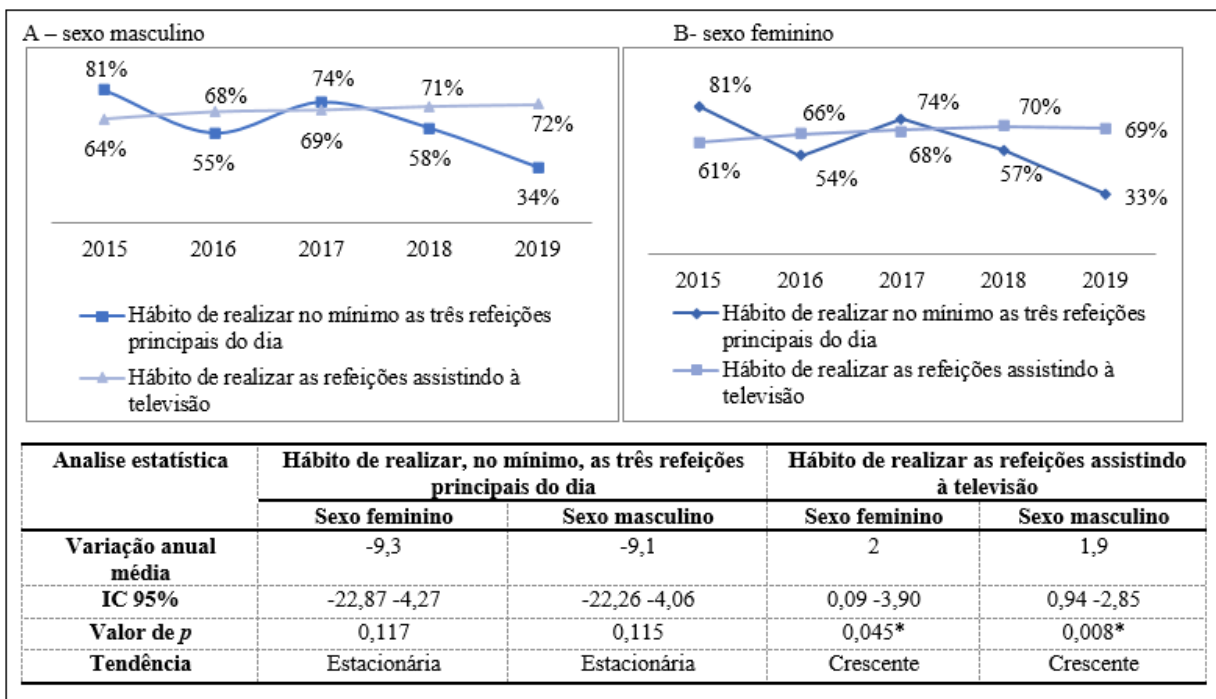 A – sexo masculino
81%
68%
74%
71%
64%
55%
69%
58%
72%
34%
2015 2016 2017 2018 2019
Hábito de realizar no mínimo as três refeições
principais do dia
Hábito de realizar as refeições assistindo à
televisão
B- sexo feminino
81%
66%
74%
70%
69%
61%
54%
68%
57%
33%
2015 2016 2017 2018 2019
Hábito de realizar no mínimo as três refeições
principais do dia
Hábito de realizar as refeições assistindo à
televisão
Analise estatística Hábito de realizar, no mínimo, as três refeições
principais do dia Hábito de realizar as refeições assistindo
à televisão
Sexo feminino Sexo masculino Sexo feminino Sexo masculino
Variação anual
média -9,3 -9,1 2 1,9
IC 95% -22,87 -4,27 -22,26 -4,06 0,09 -3,90 0,94 -2,85
Valor de p 0,117 0,115 0,045* 0,008*
Tendência Estacionária Estacionária Crescente Crescente